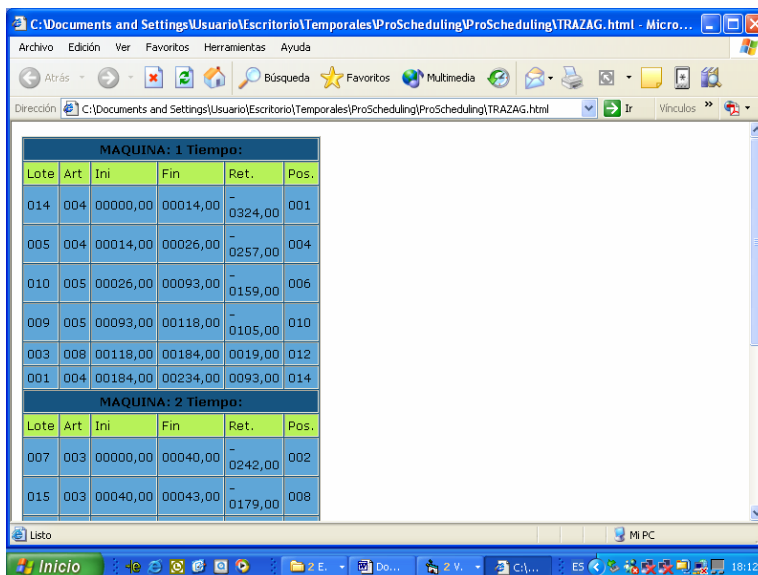 C:\Documents and Settings\Usuario\Escritorio\Temporales\ProScheduling\ProScheduling\TRAZAG.html - Micro...
Archivo Edición Ver Favoritos Herramientas Ayuda
Atrás Búsqueda Favoritos Multimedia
Dirección C:\Documents and Settings\Usuario\Escritorio\Temporales\ProScheduling\ProScheduling\TRAZAG.html Ir Vínculos »
MAQUINA: 1 Tiempo:
Lote Art Ini Fin Ret. Pos.
014 004 00000,00 00014,00 -0324,00 001
005 004 00014,00 00026,00 -0257,00 004
010 005 00026,00 00093,00 -0159,00 006
009 005 00093,00 00118,00 -0105,00 010
003 008 00118,00 00184,00 0019,00 012
001 004 00184,00 00234,00 0093,00 014
MAQUINA: 2 Tiempo:
Lote Art Ini Fin Ret. Pos.
007 003 00000,00 00040,00 -0242,00 002
015 003 00040,00 00043,00 -0179,00 008
Listo Mi PC
Inicio 2 E. Do... 2 V. C:\... ES 18:12